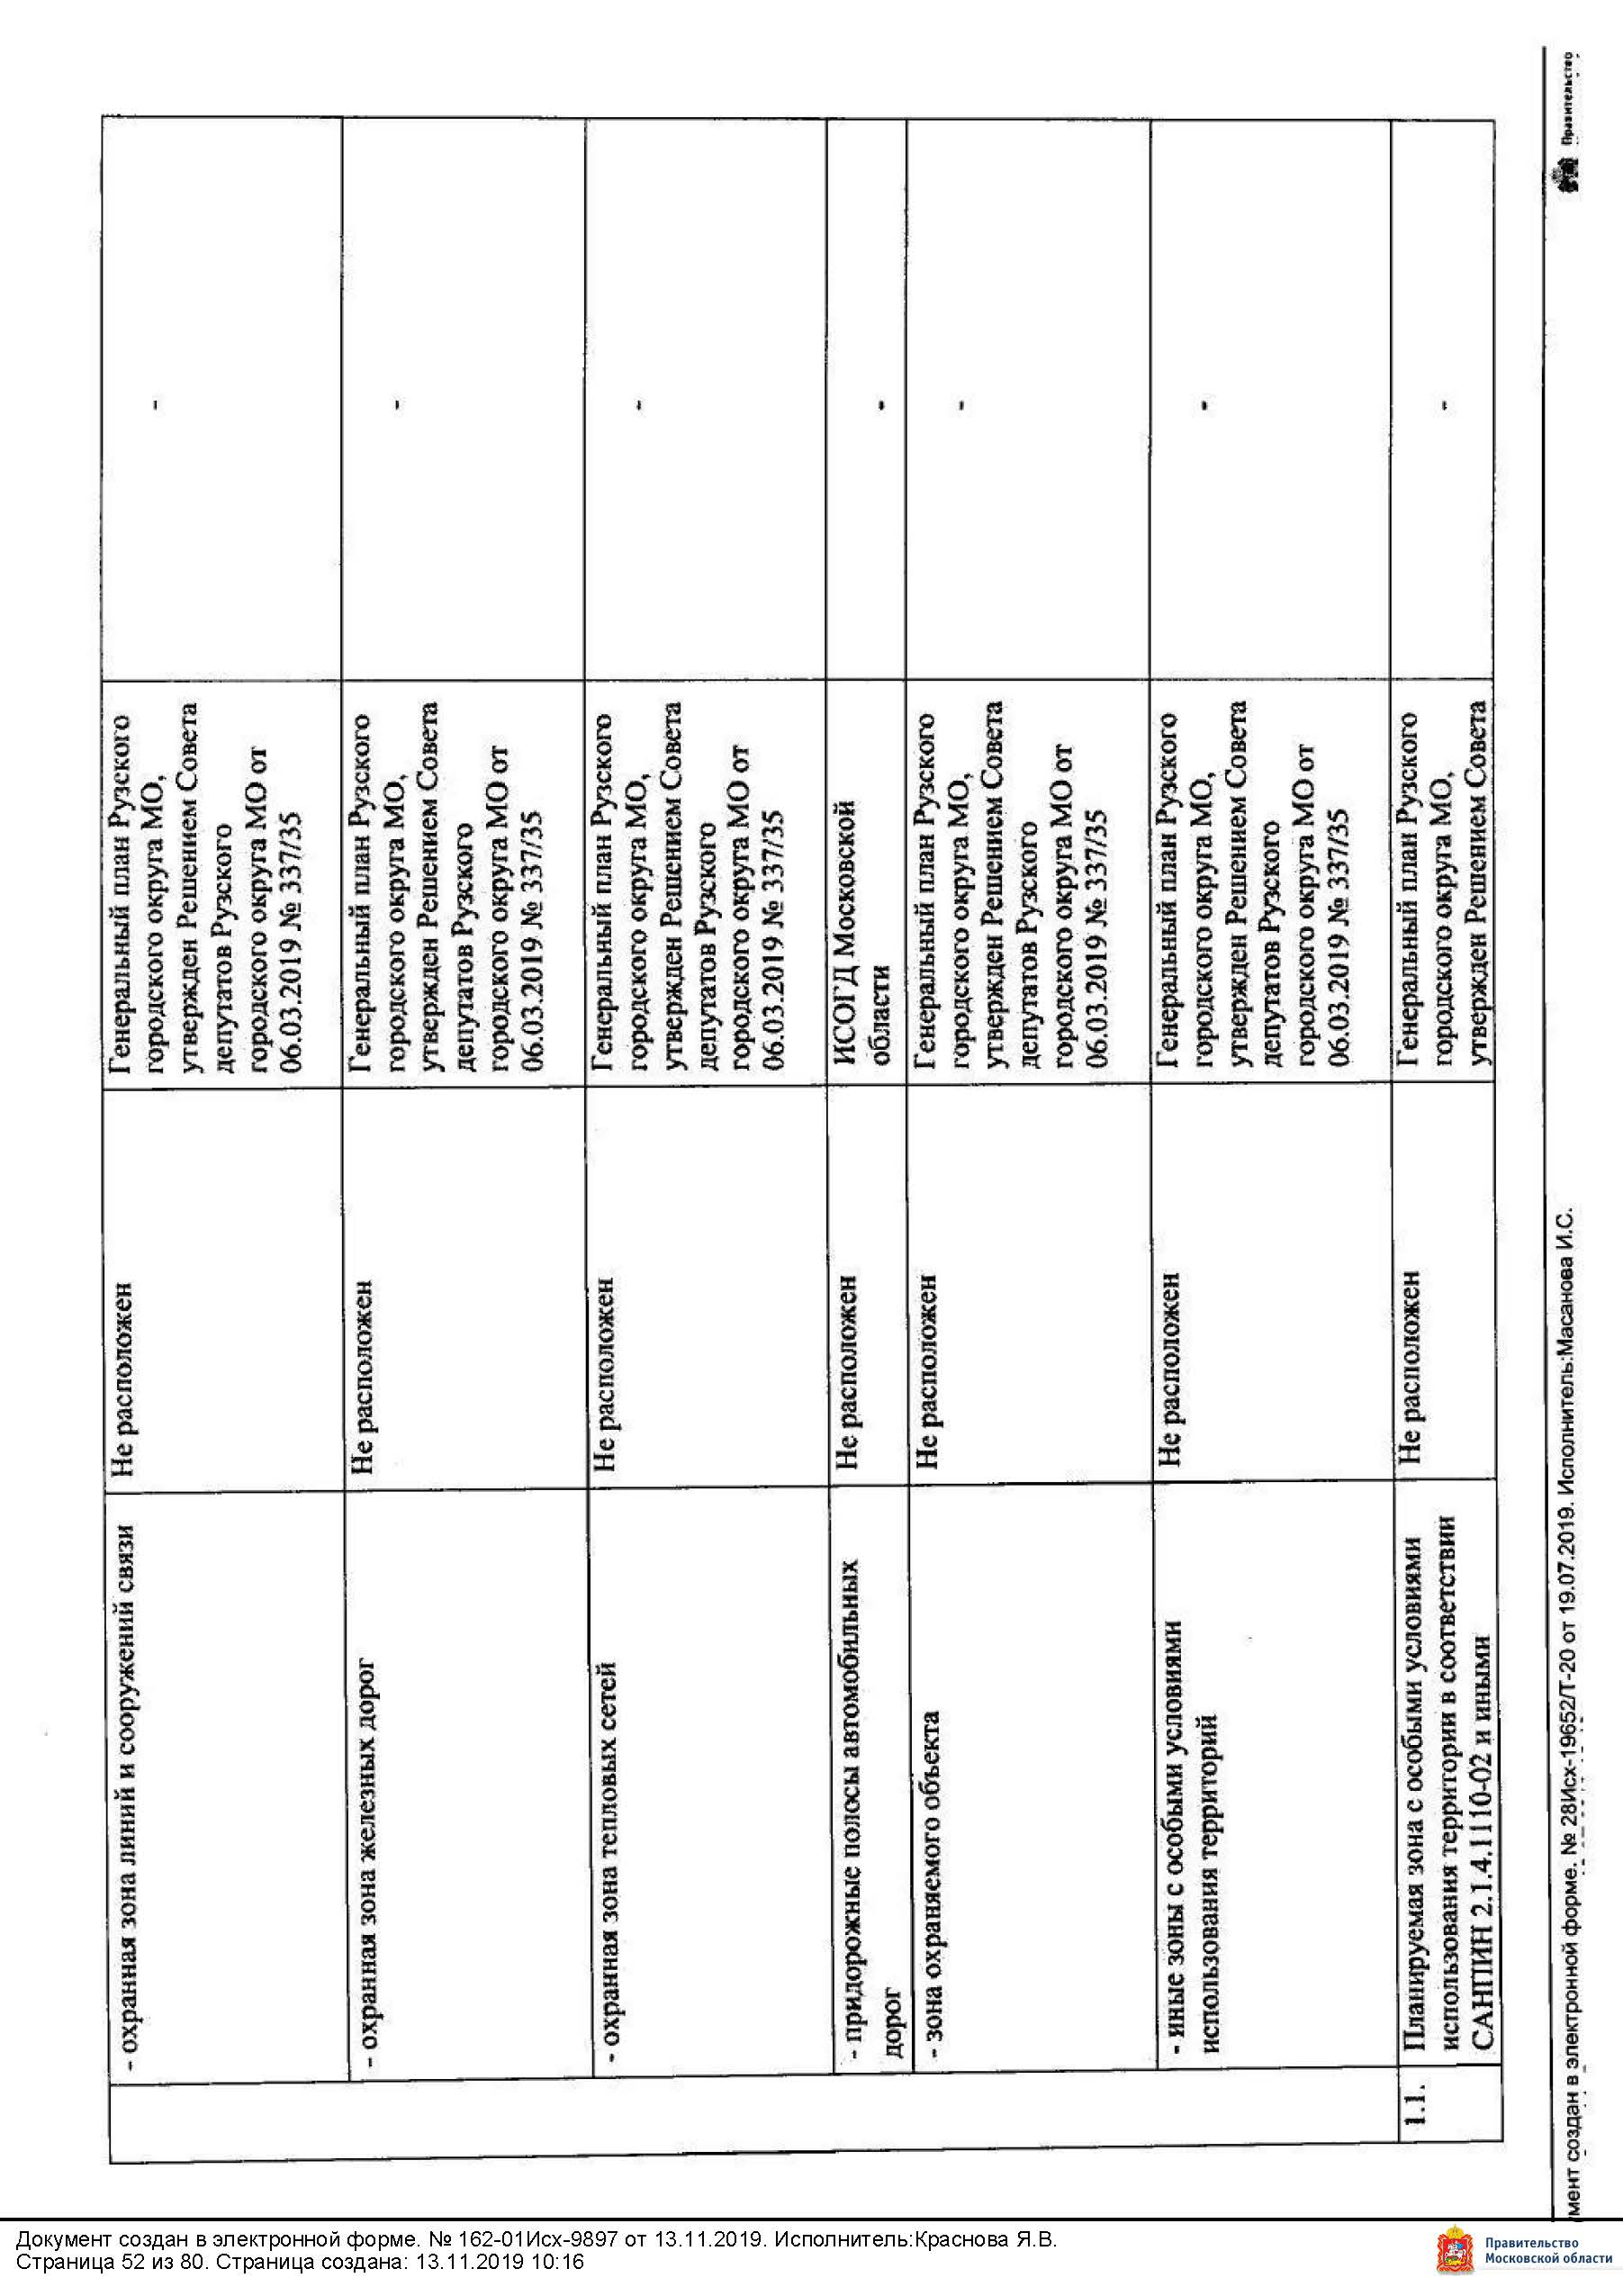 - охранная зона линий и сооружений связи
Не расположен
Генеральный план Рузского
городского округа МО,
утвержден Решением Совета
депутатов Рузского
городского округа МО от
06.03.2019 № 337/35
-
- охранная зона железных дорог
Не расположен
Генеральный план Рузского
городского округа МО,
утвержден Решением Совета
депутатов Рузского
городского округа МО от
06.03.2019 № 337/35
-
- охранная зона тепловых сетей
Не расположен
Генеральный план Рузского
городского округа МО,
утвержден Решением Совета
депутатов Рузского
городского округа МО от
06.03.2019 № 337/35
-
- придорожные полосы автомобильных
дорог
Не расположен
ИСОГД Московской
области
-
- зона охраняемого объекта
Не расположен
Генеральный план Рузского
городского округа МО,
утвержден Решением Совета
депутатов Рузского
городского округа МО от
06.03.2019 № 337/35
-
- иные зоны с особыми условиями
использования территорий
Не расположен
Генеральный план Рузского
городского округа МО,
утвержден Решением Совета
депутатов Рузского
городского округа МО от
06.03.2019 № 337/35
-
1.1.
Планируемая зона с особыми условиями
использования территории в соответствии
САНПИН 2.1.4.1110-02 и иными
Не расположен
Генеральный план Рузского
городского округа МО,
утвержден Решением Совета
-
мент создан в электронной форме. № 28Исх-19652/Т-20 от 19.07.2019. Исполнитель:Масанова И.С.
Правительство
Документ создан в электронной форме. № 162-01Исх-9897 от 13.11.2019. Исполнитель:Краснова Я.В.
Страница 52 из 80. Страница создана: 13.11.2019 10:16
Правительство
Московской области